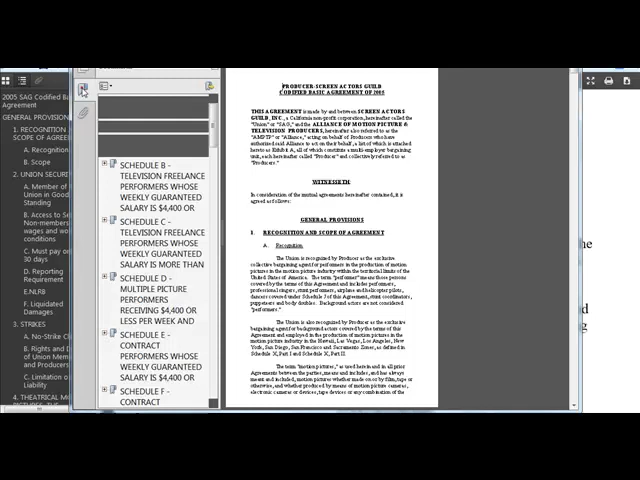 2005 SAG Codified Ba
Agreement
GENERAL PROVISIONS
1. RECOGNITION
SCOPE OF AGREEM
A. Recognition
B. Scope
2. UNION SECURIT
A. Member of
Union in Good
Standing
B. Access to Se
Non-members
wages and wo
conditions
C. Must pay on
30 days
D. Reporting
Requirement
E.NLRB
F. Liquidated
Damages
3. STRIKES
A. No-Strike Cl
B. Rights and D
of Union Mem
and Producers
C. Limitation o
Liability
4. THEATRICAL MO
SCHEDULE B -
TELEVISION FREELANCE
PERFORMERS WHOSE
WEEKLY GUARANTEED
SALARY IS $4,400 OR
SCHEDULE C -
TELEVISION FREELANCE
PERFORMERS WHOSE
WEEKLY GUARANTEED
SALARY IS MORE THAN
SCHEDULE D -
MULTIPLE PICTURE
PERFORMERS
RECEIVING $4,400 OR
LESS PER WEEK AND
SCHEDULE E -
CONTRACT
PERFORMERS WHOSE
WEEKLY GUARANTEED
SALARY IS $4,400 OR
SCHEDULE F -
CONTRACT
PRODUCER-SCREEN ACTORS GUILD
CODIFIED BASIC AGREEMENT OF 2005
THIS AGREEMENT is made by and between SCREEN ACTORS
GUILD, INC., a California non-profit corporation, hereinafter called the
"Union" or "SAG," and the ALLIANCE OF MOTION PICTURE &
TELEVISION PRODUCERS, hereinafter also referred to as the
"AMPTP" or "Alliance," acting on behalf of Producers who have
authorized said Alliance to act on their behalf, a list of which is attached
hereto as Exhibit A, all of which constitute a multi-employer bargaining
unit, each hereinafter called "Producer" and collectively referred to as
"Producers."
WITNESSETH
In consideration of the mutual agreements hereinafter contained, it is
agreed as follows:
GENERAL PROVISIONS
1. RECOGNITION AND SCOPE OF AGREEMENT
A. Recognition
The Union is recognized by Producer as the exclusive
collective bargaining agent for performers in the production of motion
pictures in the motion picture industry within the territorial limits of the
United States of America. The term "performer" means those persons
covered by the terms of this Agreement and includes performers,
professional singers, stunt performers, airplane and helicopter pilots,
dancers covered under Schedule J of this Agreement, stunt coordinators,
puppeteers and body doubles. Background actors are not considered
"performers."
The Union is also recognized by Producer as the exclusive
bargaining agent for background actors covered by the terms of this
Agreement and employed in the production of motion pictures in the
motion picture industry in Hawaii, Las Vegas, Los Angeles, New
York, San Diego, San Francisco and Sacramento Zones, as defined in
Schedule X, Part I and Schedule X, Part II.
The term "motion pictures," as used herein and in all prior
Agreements between the parties, means and includes, and has always
meant and included, motion pictures whether made on or by film, tape or
otherwise, and whether produced by means of motion picture cameras,
electronic cameras or devices, tape devices or any combination of the
he
d
g